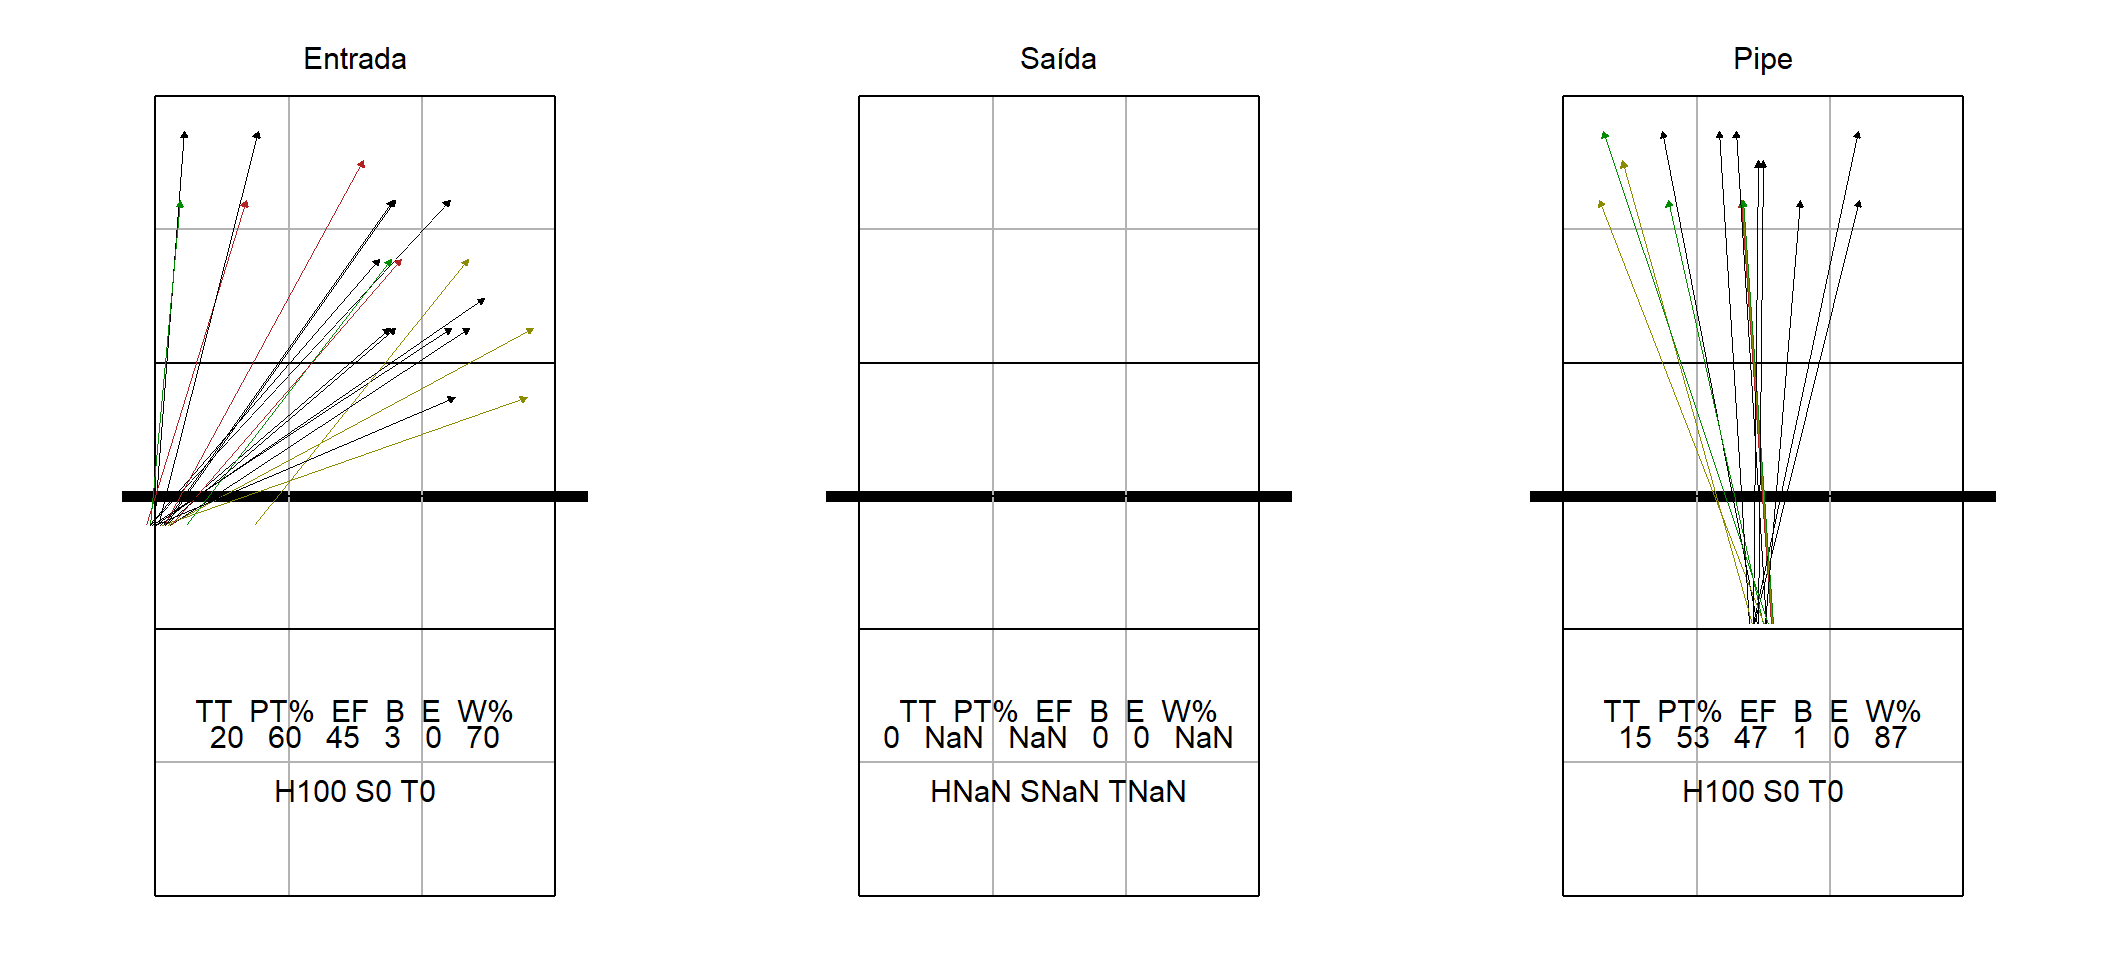 Entrada
TT PT% EF B E W%
20 60 45 3 0 70
H100 S0 T0
Saída
TT PT% EF B E W%
0 NaN NaN 0 0 NaN
HNaN SNaN TNaN
Pipe
TT PT% EF B E W%
15 53 47 1 0 87
H100 S0 T0